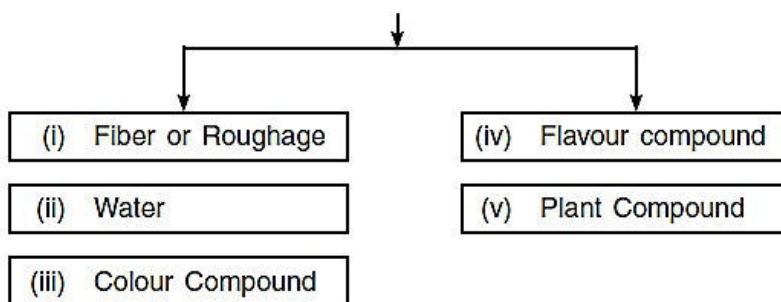 (i) Fiber or Roughage
(ii) Water
(iii) Colour Compound
(iv) Flavour compound
(v) Plant Compound